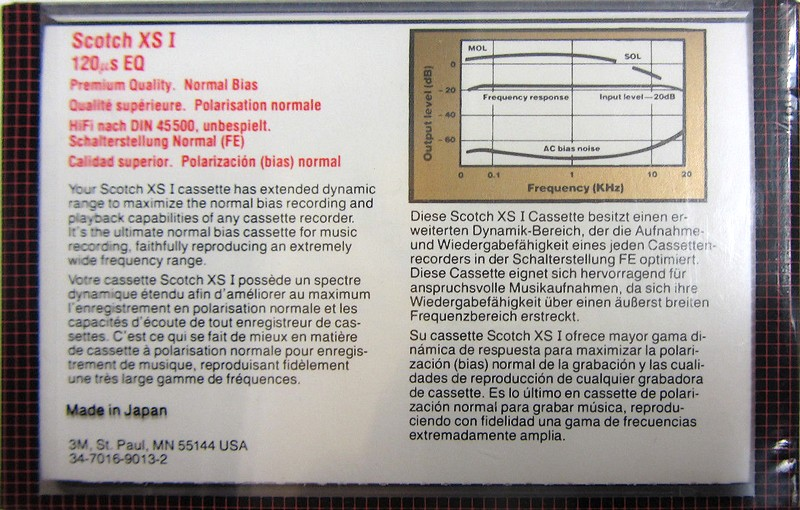 Scotch XS I
120μs EQ
Premium Quality. Normal Bias
Qualité supérieure. Polarisation normale
HiFi nach DIN 45500, unbespielt.
Schalterstellung Normal (FE)
Calidad superior. Polarización (bias) normal
Your Scotch XS I cassette has extended dynamic
range to maximize the normal bias recording and
playback capabilities of any cassette recorder.
It's the ultimate normal bias cassette for music
recording, faithfully reproducing an extremely
wide frequency range.
Votre cassette Scotch XS I possède un spectre
dynamique étendu afin d'améliorer au maximum
l'enregistrement en polarisation normale et les
capacités d'écoute de tout enregistreur de cas-
settes. C'est ce qui se fait de mieux en matière
de cassette à polarisation normale pour enregis-
trement de musique, reproduisant fidèlement
une très large gamme de fréquences.
Made in Japan
3M, St. Paul, MN 55144 USA
34-7016-9013-2
MOL
SOL
Frequency response
Input level—20dB
AC bias noise
Output level (dB)
0
-20
-40
-60
0
0.1
1
10
20
Frequency (KHz)
Diese Scotch XS I Cassette besitzt einen er-
weiterten Dynamik-Bereich, der die Aufnahme-
und Wiedergabefähigkeit eines jeden Cassetten-
recorders in der Schalterstellung FE optimiert.
Diese Cassette eignet sich hervorragend für
anspruchsvolle Musikaufnahmen, da sich ihre
Wiedergabefähigkeit über einen äußerst breiten
Frequenzbereich erstreckt.
Su cassette Scotch XS I ofrece mayor gama di-
námica de respuesta para maximizar la polari-
zación (bias) normal de la grabación y las cuali-
dades de reproducción de cualquier grabadora
de cassette. Es lo último en cassette de polari-
zación normal para grabar música, reprodu-
ciendo con fidelidad una gama de frecuencias
extremadamente amplia.